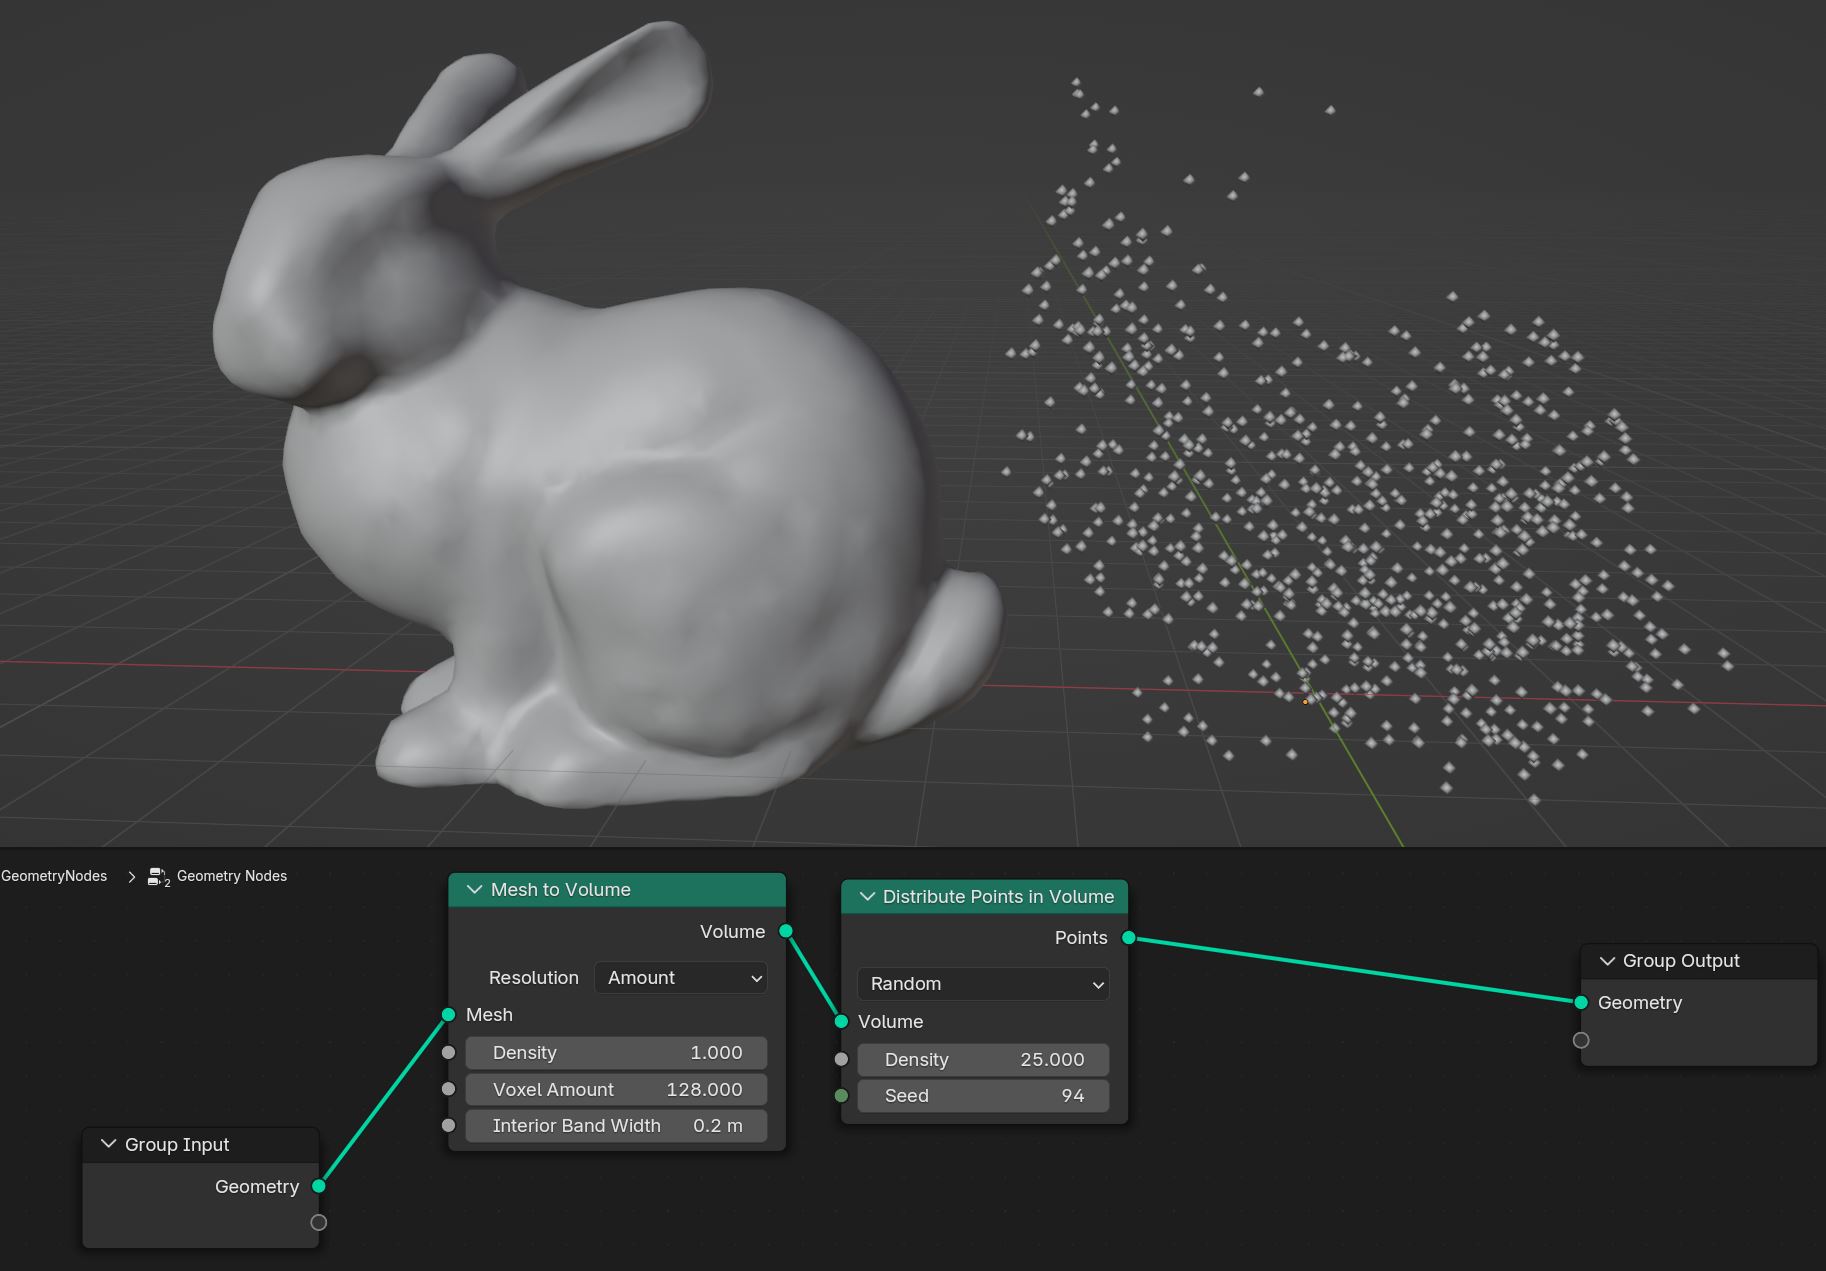 GeometryNodes > 2 Geometry Nodes
Mesh to Volume
Volume
Resolution Amount
Mesh
Density 1.000
Voxel Amount 128.000
Interior Band Width 0.2 m
Distribute Points in Volume
Points
Random
Volume
Density 25.000
Seed 94
Group Output
Geometry
Group Input
Geometry